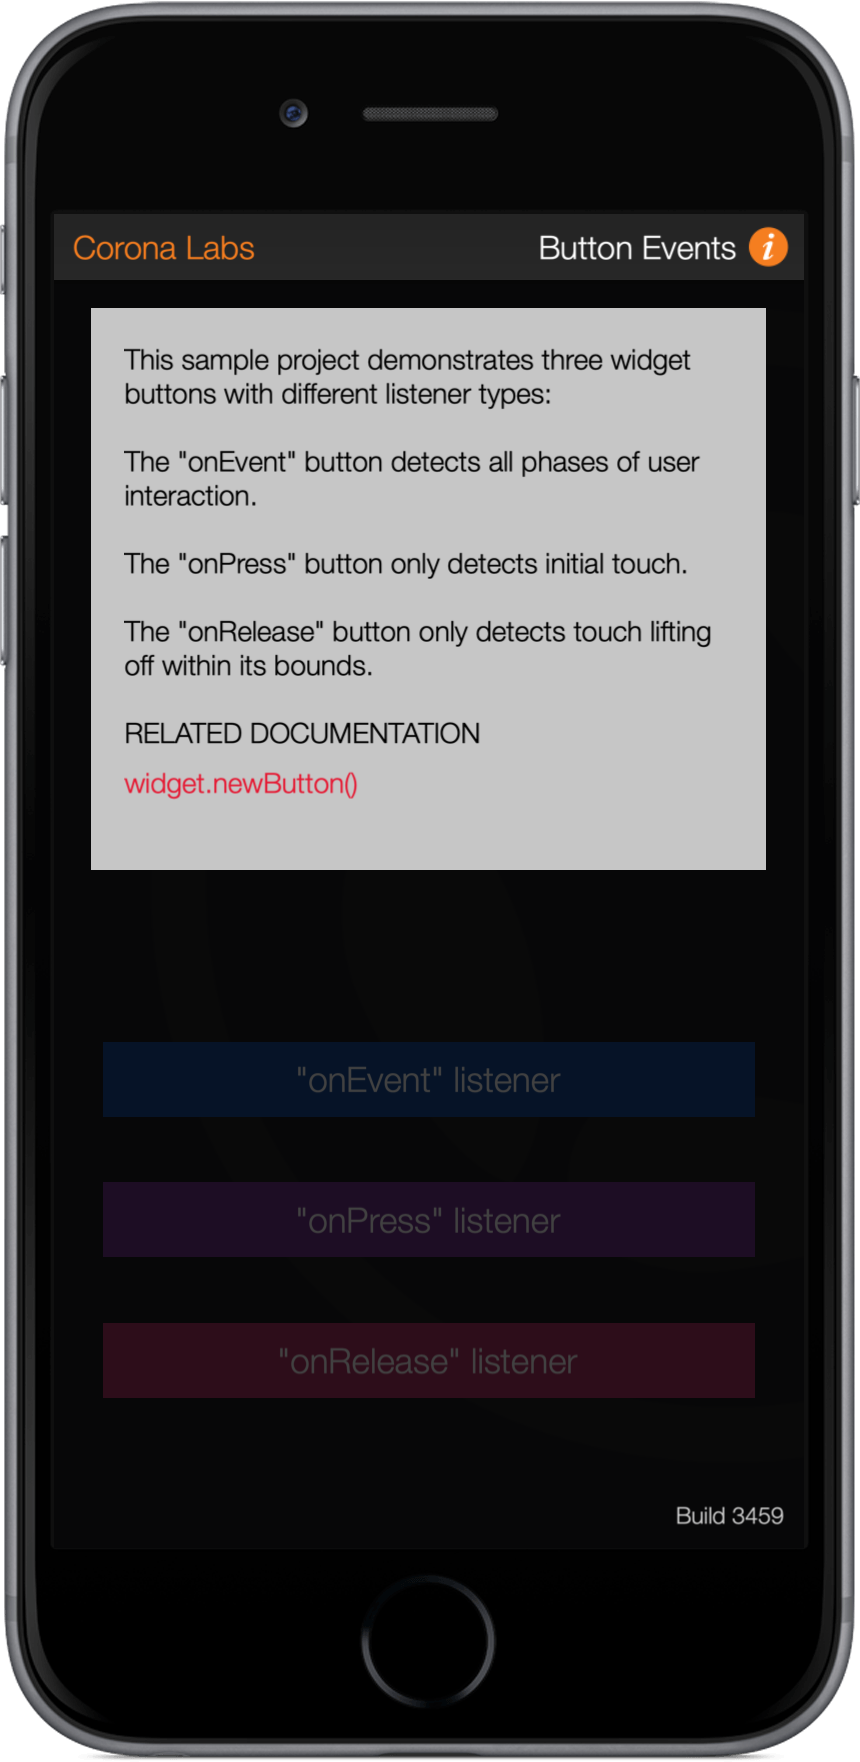 Corona Labs
Button Events
i
This sample project demonstrates three widget
buttons with different listener types:
The "onEvent" button detects all phases of user
interaction.
The "onPress" button only detects initial touch.
The "onRelease" button only detects touch lifting
off within its bounds.
RELATED DOCUMENTATION
widget.newButton()
"onEvent" listener
"onPress" listener
"onRelease" listener
Build 3459